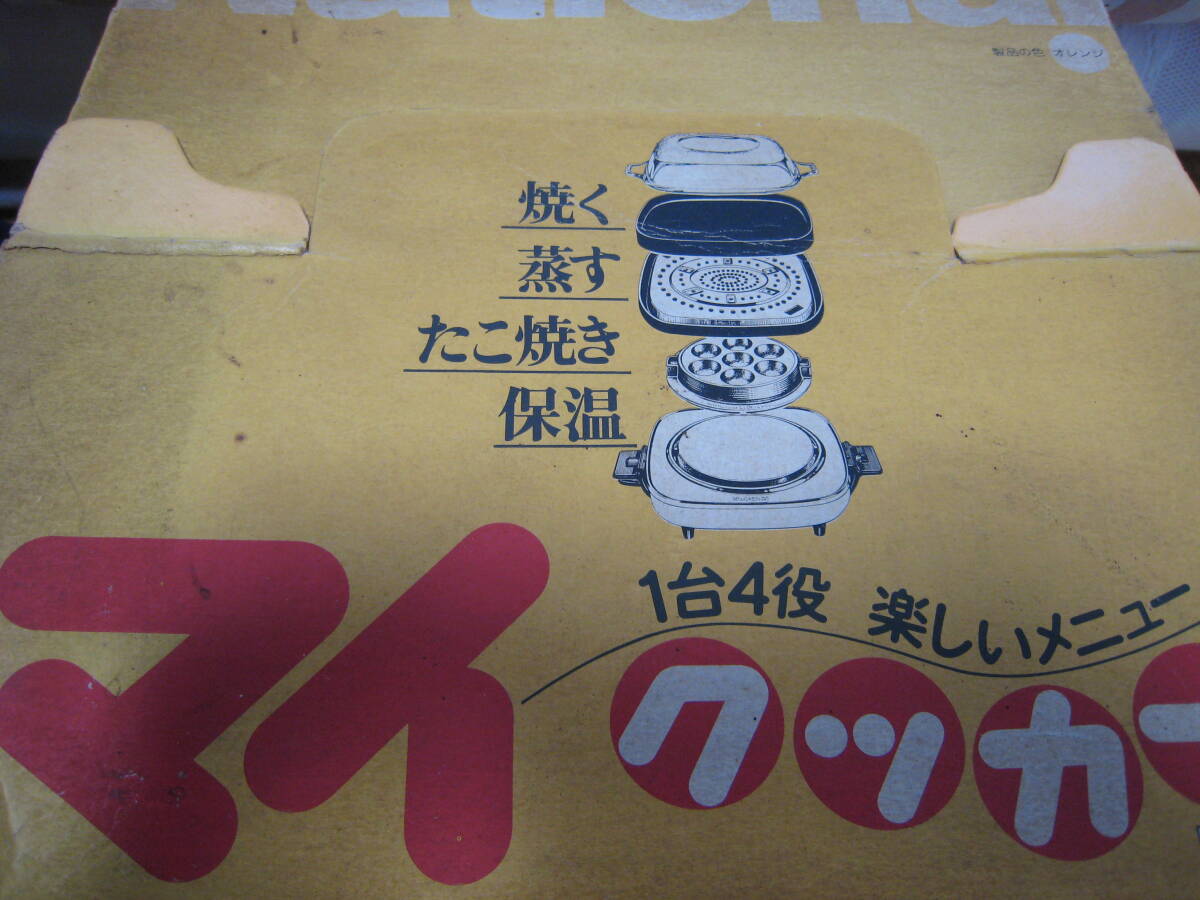 National
製品の色 オレンジ
焼く
蒸す
たこ焼き
保温
1台4役 楽しいメニュー
マイクッカー